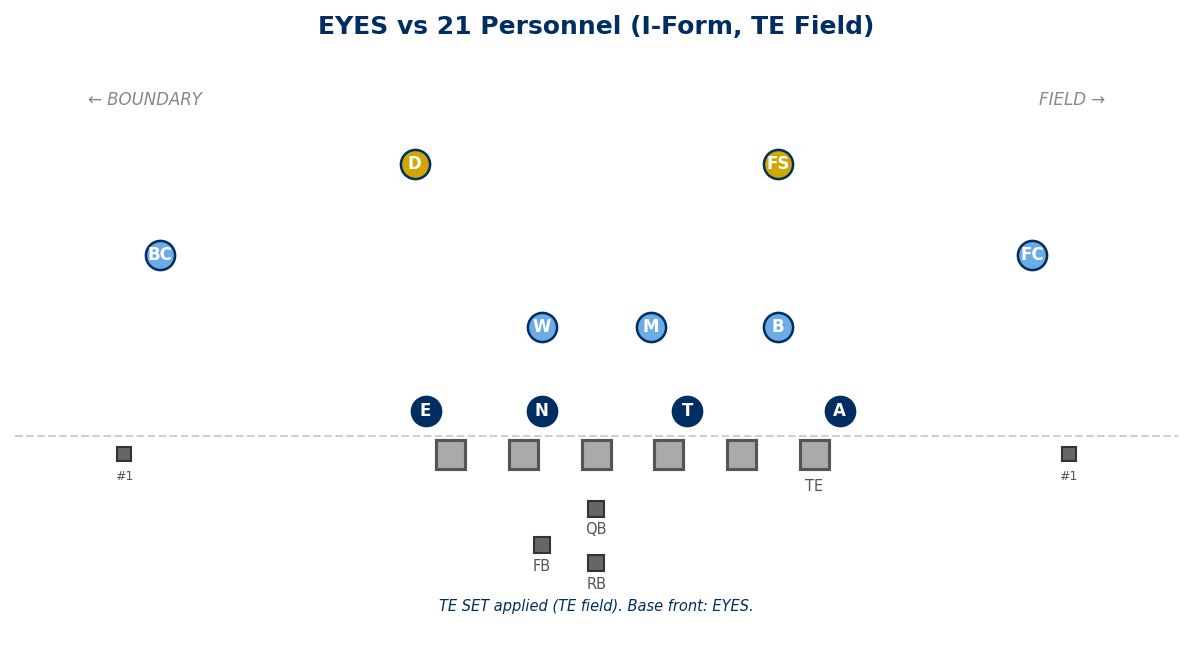 EYES vs 21 Personnel (I-Form, TE Field)
← BOUNDARY
FIELD →
D
FS
BC
FC
W
M
B
E
N
T
A
#1
#1
TE
QB
FB
RB
TE SET applied (TE field). Base front: EYES.